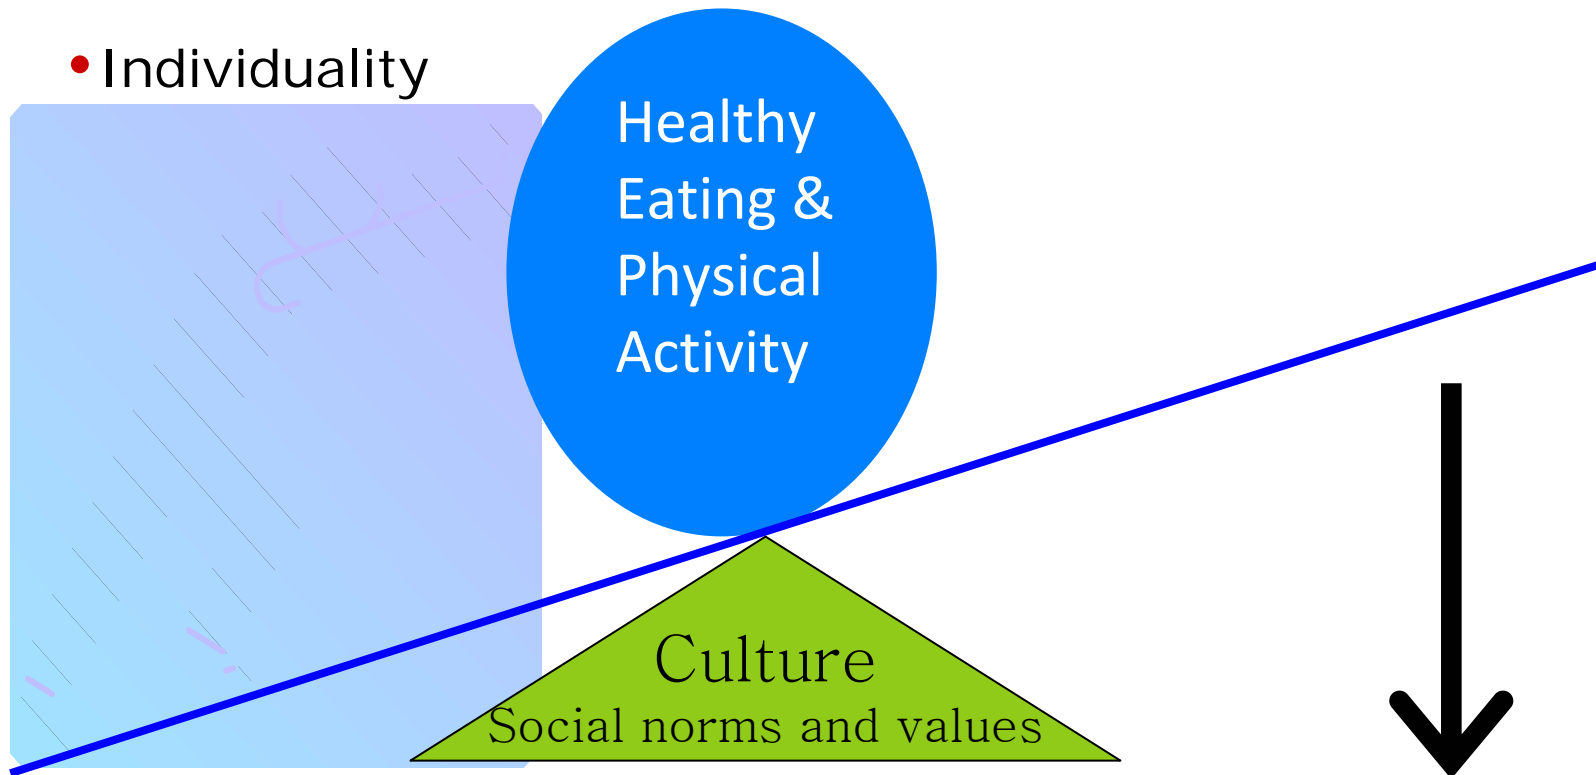 • Individuality
Healthy
Eating &
Physical
Activity
Culture
Social norms and values